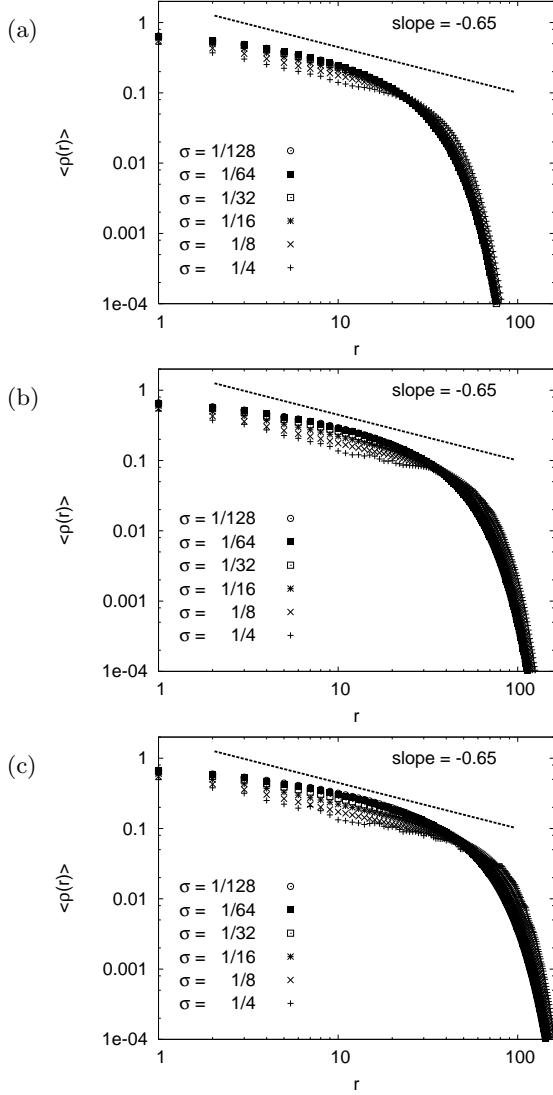 (a)
slope = -0.65
1
0.1
0.01
0.001
1e-04
<ρ(r)>
σ = 1/128
σ = 1/64
σ = 1/32
σ = 1/16
σ = 1/8
σ = 1/4
1 10 100
r
(b)
slope = -0.65
1
0.1
0.01
0.001
1e-04
<ρ(r)>
σ = 1/128
σ = 1/64
σ = 1/32
σ = 1/16
σ = 1/8
σ = 1/4
1 10 100
r
(c)
slope = -0.65
1
0.1
0.01
0.001
1e-04
<ρ(r)>
σ = 1/128
σ = 1/64
σ = 1/32
σ = 1/16
σ = 1/8
σ = 1/4
1 10 100
r